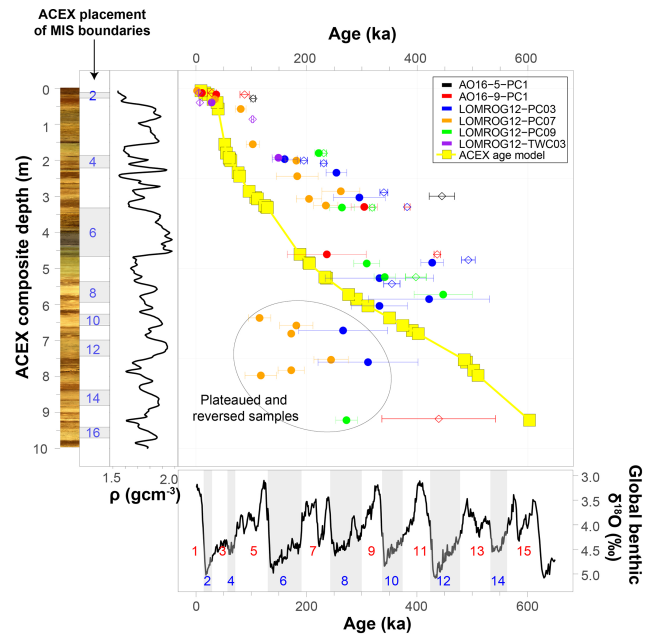 ACEX placement
of MIS boundaries
Age (ka)
0
200
400
600
AO16-5-PC1
AO16-9-PC1
LOMROG12-PC03
LOMROG12-PC07
LOMROG12-PC09
LOMROG12-TWC03
ACEX age model
ACEX composite depth (m)
0
1
2
3
4
5
6
7
8
9
10
2
4
6
8
10
12
14
16
Plateaued and
reversed samples
1.5
2.0
ρ (gcm-3)
3.0
3.5
4.0
4.5
5.0
Global benthic
δ18O (‰)
1
3
5
7
9
11
13
15
2
4
6
8
10
12
14
0
200
400
600
Age (ka)